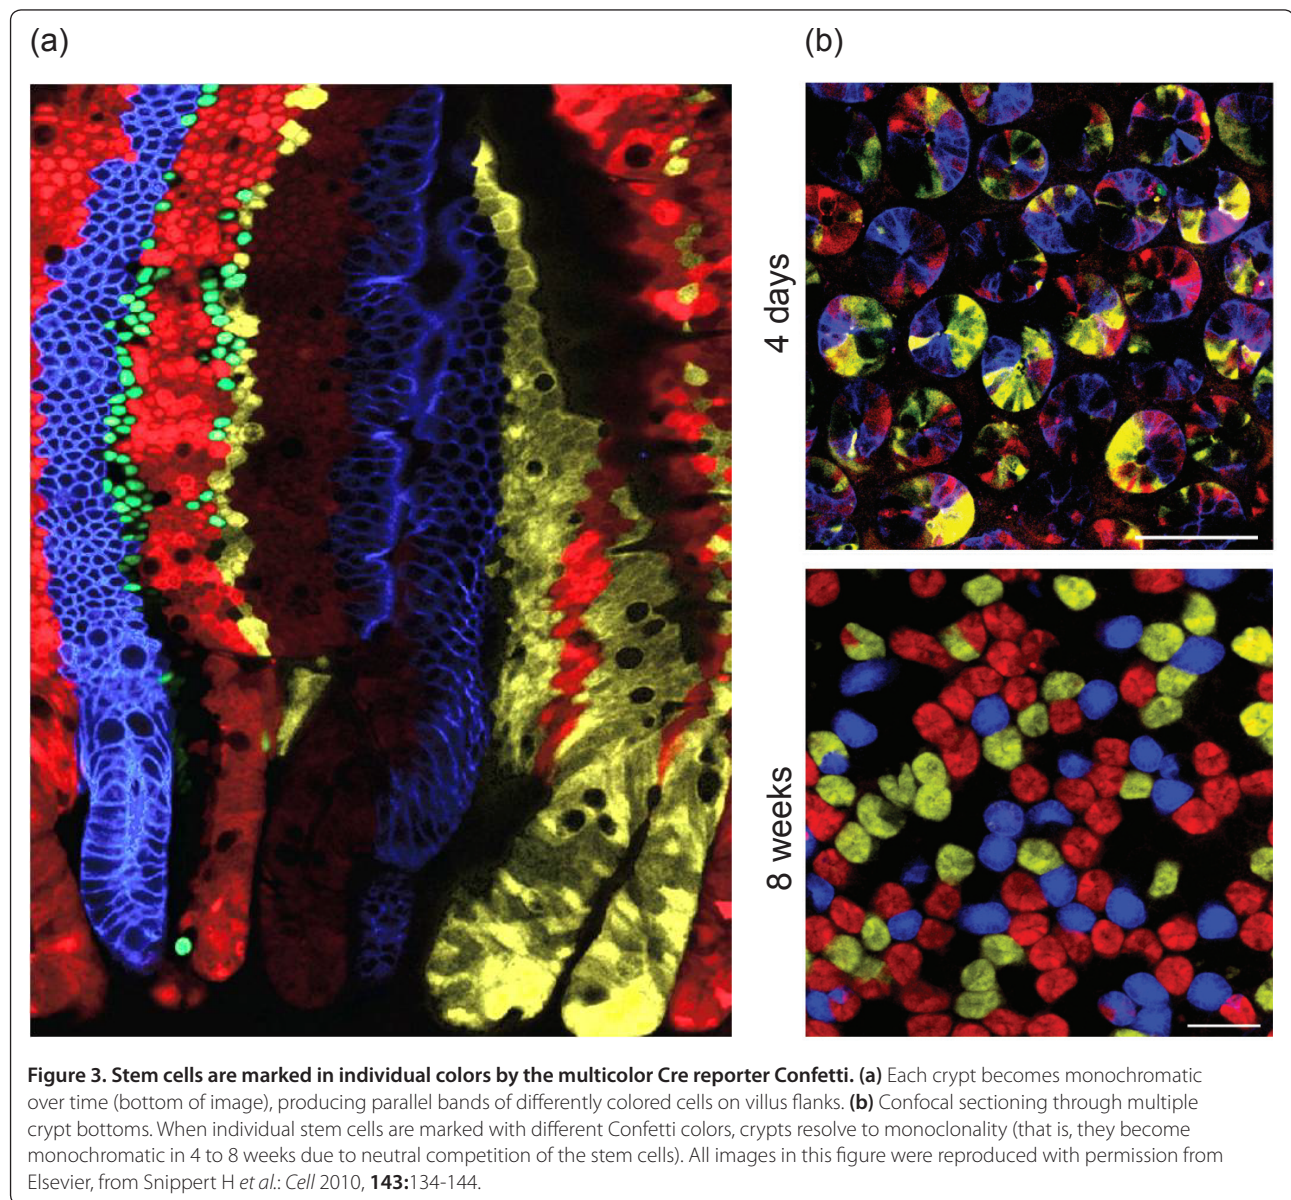 (a)
(b)
4 days
8 weeks
Figure 3. Stem cells are marked in individual colors by the multicolor Cre reporter Confetti. (a) Each crypt becomes monochromatic
over time (bottom of image), producing parallel bands of differently colored cells on villus flanks. (b) Confocal sectioning through multiple
crypt bottoms. When individual stem cells are marked with different Confetti colors, crypts resolve to monoclonality (that is, they become
monochromatic in 4 to 8 weeks due to neutral competition of the stem cells). All images in this figure were reproduced with permission from
Elsevier, from Snippert H et al.: Cell 2010, 143:134-144.